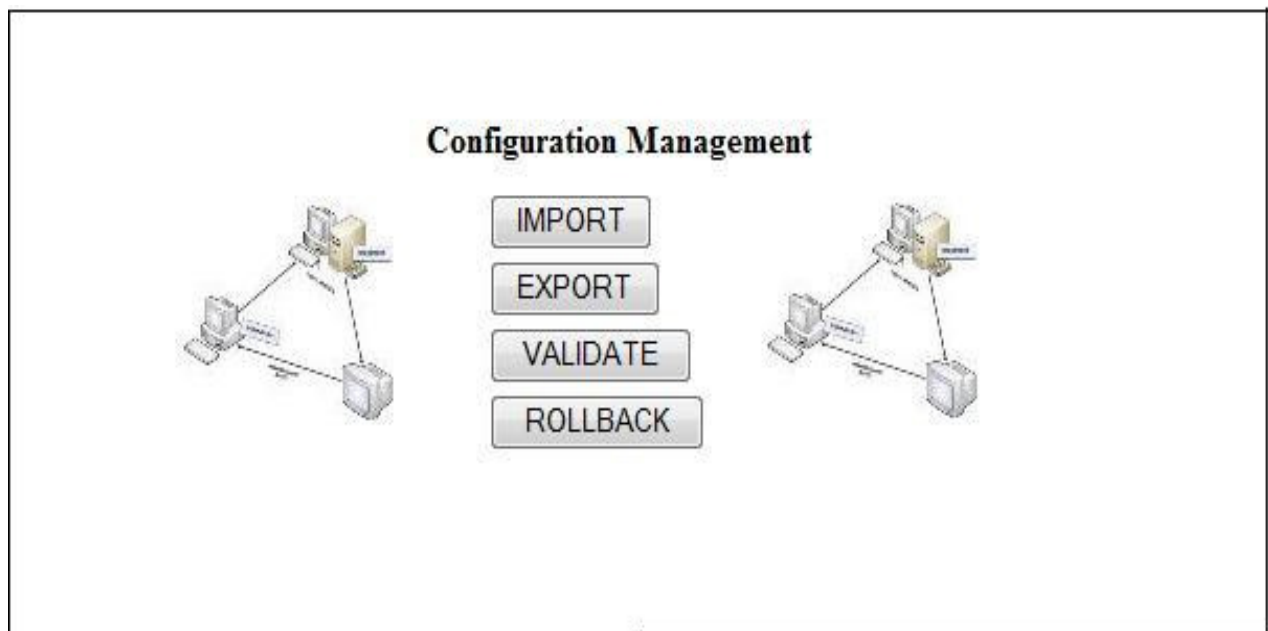 Configuration Management
IMPORT
EXPORT
VALIDATE
ROLLBACK